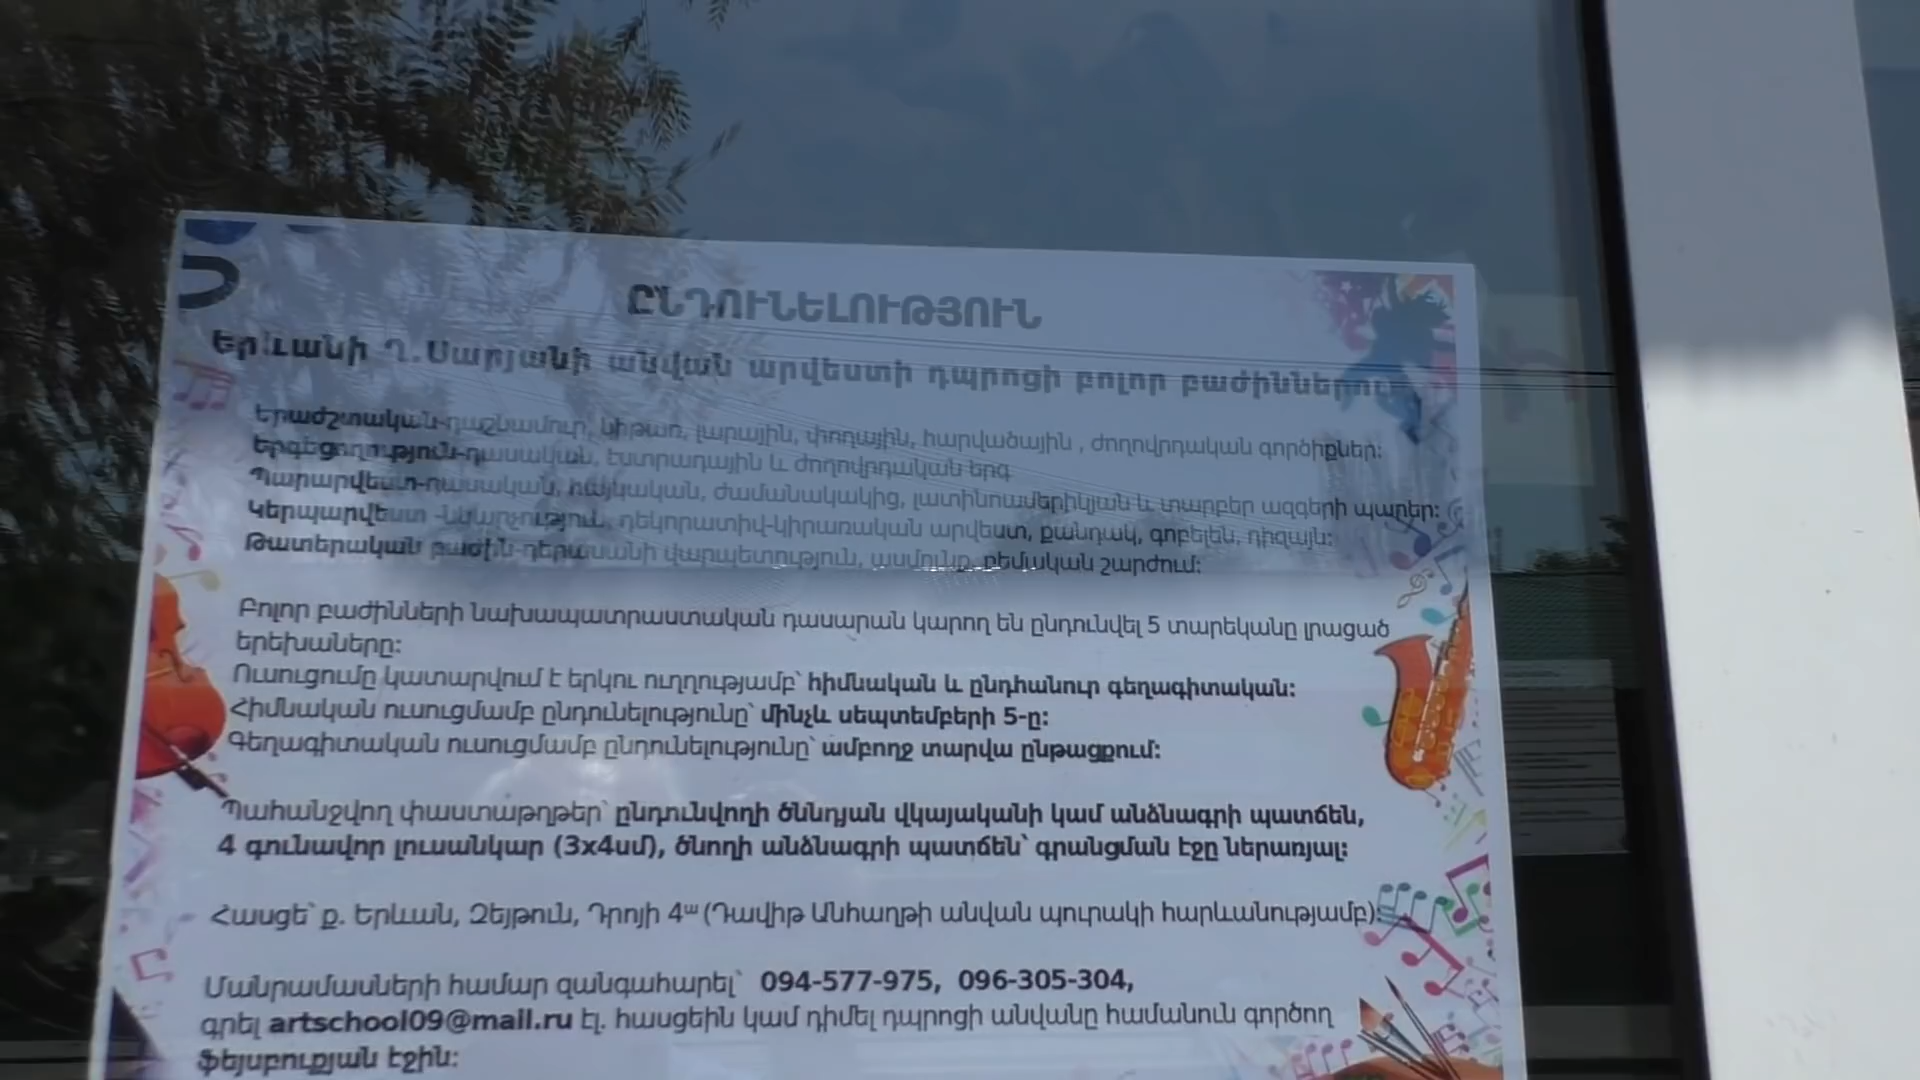 ԸՆԴՈՒՆԵԼՈՒԹՅՈՒՆ
Երևանի Ղ.Սարյանի անվան արվեստի դպրոցի բոլոր բաժիններում
Երաժշտական-դաշնամուր, կիթառ, լարային, փողային, հարվածային , ժողովրդական գործիքներ:
Երգեցողություն-դասական, էստրադային և ժողովրդական երգ
Պարարվեստ-դասական, հայկական, ժամանակակից, լատինոամերիկյան և տարբեր ազգերի պարեր:
Կերպարվեստ -նկարչություն, դեկորատիվ-կիրառական արվեստ, քանդակ, գոբելեն, դիզայն:
Թատերական բաժին-դերասանի վարպետություն, ասմունք, բեմական շարժում:
Բոլոր բաժինների նախապատրաստական դասարան կարող են ընդունվել 5 տարեկանը լրացած
երեխաները:
Ուսուցումը կատարվում է երկու ուղղությամբ՝ հիմնական և ընդհանուր գեղագիտական:
Հիմնական ուսուցմամբ ընդունելությունը՝ մինչև սեպտեմբերի 5-ը:
Գեղագիտական ուսուցմամբ ընդունելությունը՝ ամբողջ տարվա ընթացքում:
Պահանջվող փաստաթղթեր՝ ընդունվողի ծննդյան վկայականի կամ անձնագրի պատճեն,
4 գունավոր լուսանկար (3x4սմ), ծնողի անձնագրի պատճեն՝ գրանցման էջը ներառյալ:
Հասցե՝ ք. Երևան, Զեյթուն, Դրոյի 4ա (Դավիթ Անհաղթի անվան պուրակի հարևանությամբ):
Մանրամասների համար զանգահարել՝ 094-577-975, 096-305-304,
գրել artschool09@mail.ru էլ. հասցեին կամ դիմել դպրոցի անվանը համանուն գործող
ֆեյսբուքյան էջին: